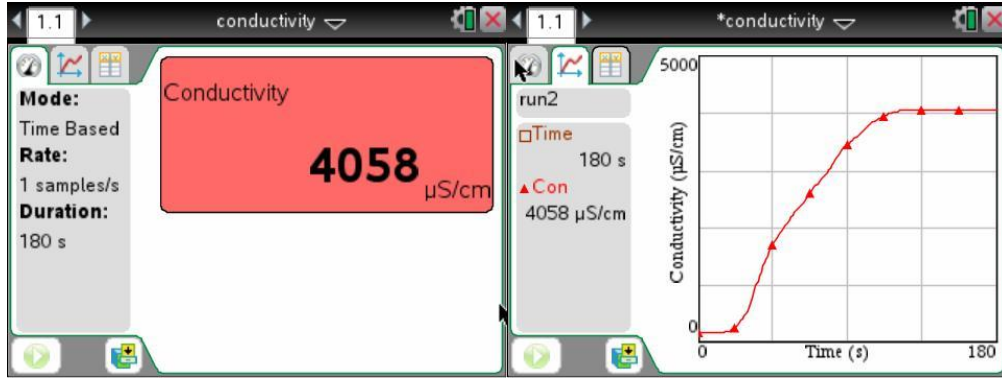 1.1
conductivity
Mode:
Time Based
Rate:
1 samples/s
Duration:
180 s
Conductivity
4058
µS/cm
1.1
*conductivity
run2
Time
180 s
Con
4058 µS/cm
5000
Conductivity (µS/cm)
0
0
Time (s)
180